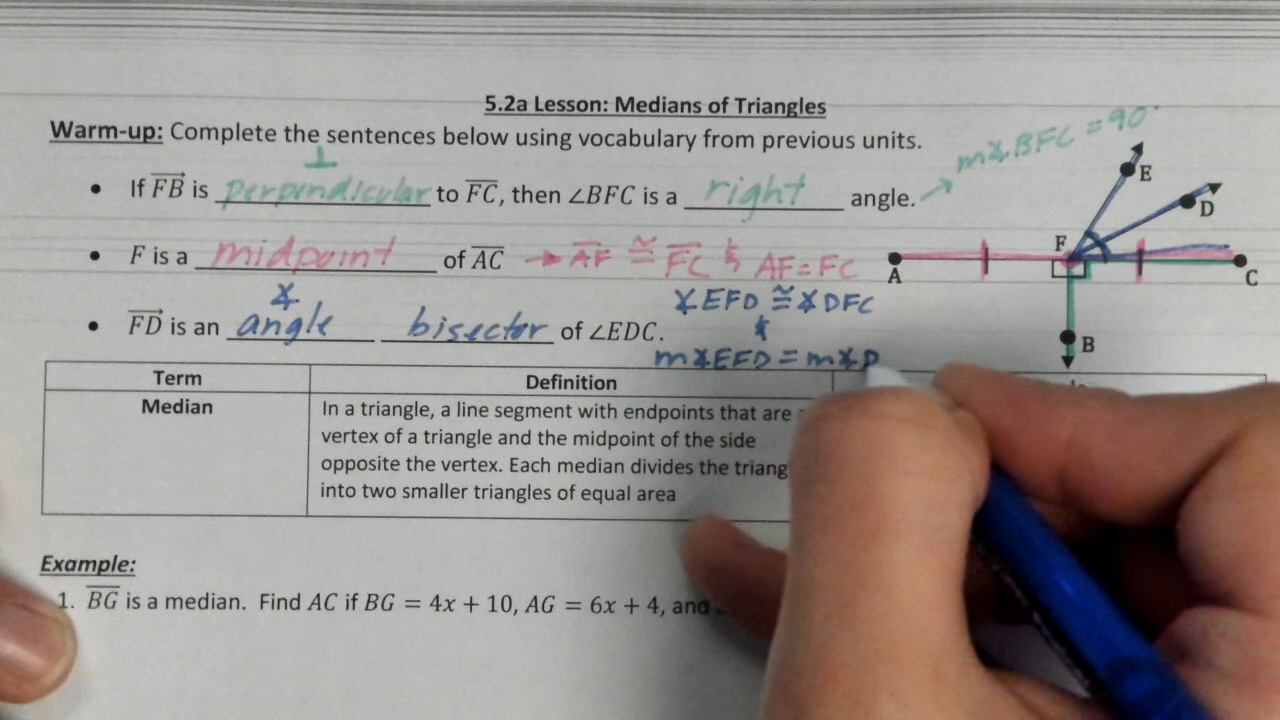 5.2a Lesson: Medians of Triangles
Warm-up: Complete the sentences below using vocabulary from previous units.
⊥
m∡BFC = 90°
• If FB is perpendicular to FC, then ∠BFC is a right angle. →
• F is a midpoint of AC → AF ≅ FC & AF = FC
∡
∡EFD ≅ ∡DFC
• FD is an angle bisector of ∠EDC.
&
m∡EFD = m∡D
E
D
F
A
C
B
Term Definition
Median In a triangle, a line segment with endpoints that are
vertex of a triangle and the midpoint of the side
opposite the vertex. Each median divides the triang
into two smaller triangles of equal area
Example:
1. BG is a median. Find AC if BG = 4x + 10, AG = 6x + 4, and